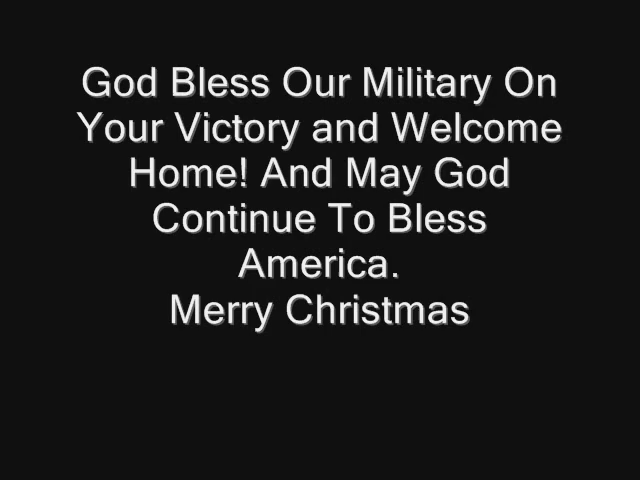 God Bless Our Military On
Your Victory and Welcome
Home! And May God
Continue To Bless
America.
Merry Christmas